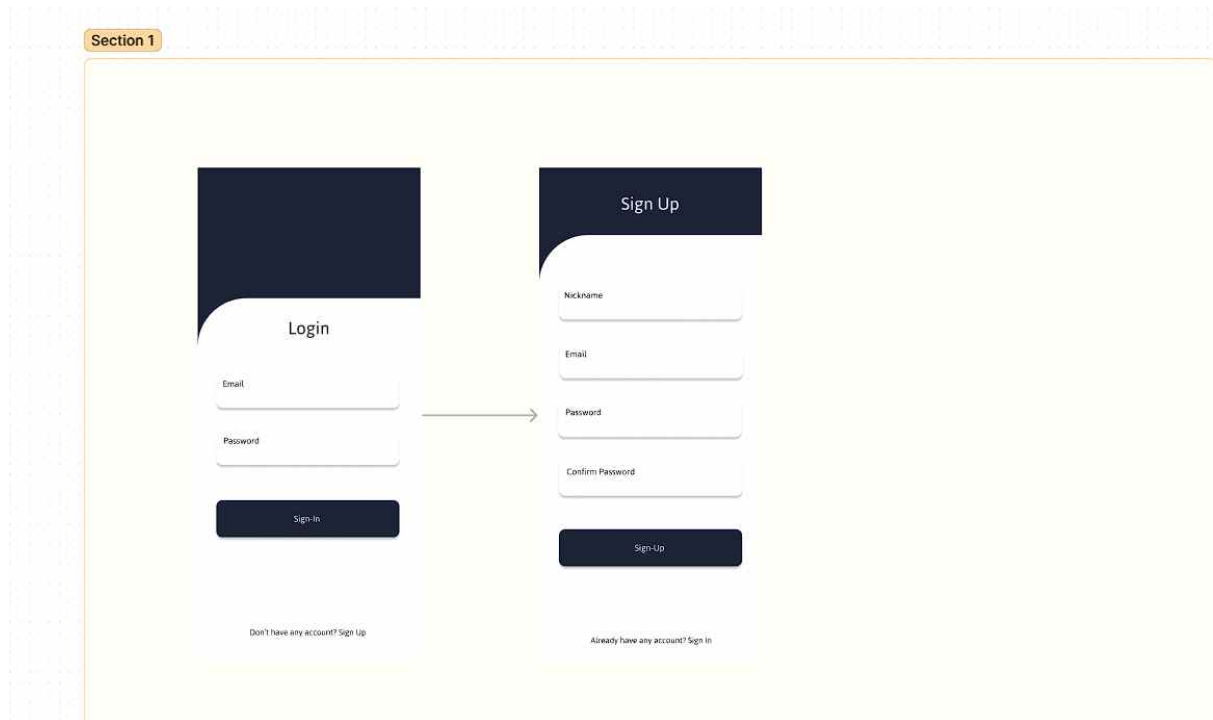 Section 1
Login
Email
Password
Sign-In
Don't have any account? Sign Up
Sign Up
Nickname
Email
Password
Confirm Password
Sign-Up
Already have any account? Sign In